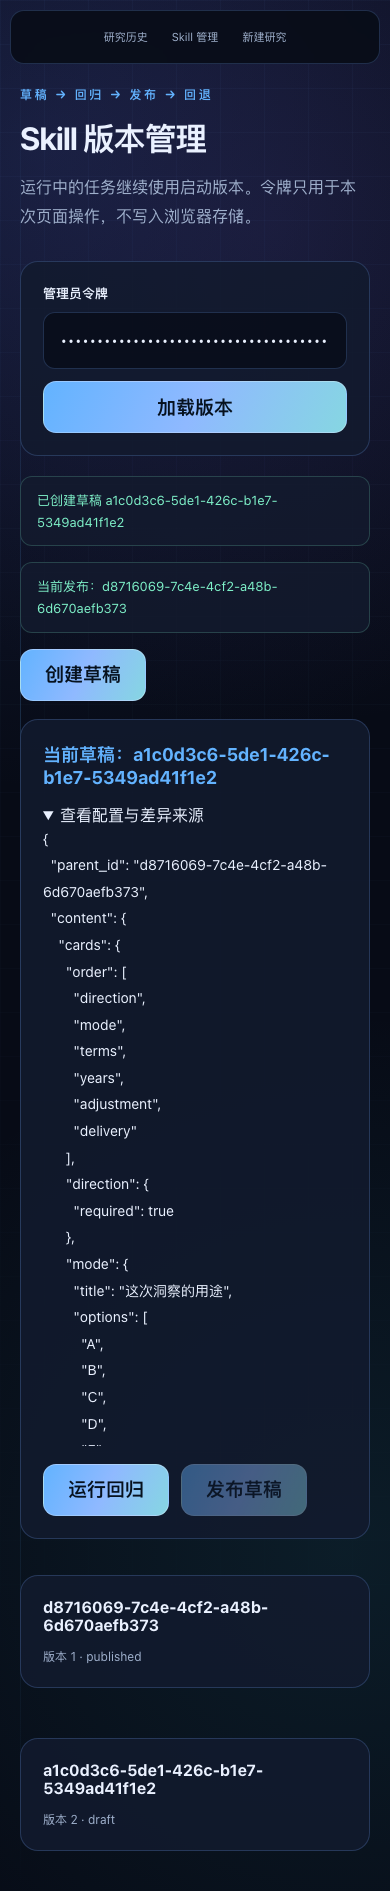 研究历史 Skill 管理 新建研究
草稿 → 回归 → 发布 → 回退
Skill 版本管理
运行中的任务继续使用启动版本。令牌只用于本
次页面操作，不写入浏览器存储。
管理员令牌
加载版本
已创建草稿 a1c0d3c6-5de1-426c-b1e7-
5349ad41f1e2
当前发布：d8716069-7c4e-4cf2-a48b-
6d670aefb373
创建草稿
当前草稿：a1c0d3c6-5de1-426c-
b1e7-5349ad41f1e2
▼ 查看配置与差异来源
{
"parent_id": "d8716069-7c4e-4cf2-a48b-
6d670aefb373",
"content": {
"cards": {
"order": [
"direction",
"mode",
"terms",
"years",
"adjustment",
"delivery"
],
"direction": {
"required": true
},
"mode": {
"title": "这次洞察的用途",
"options": [
"A",
"B",
"C",
"D",
运行回归 发布草稿
d8716069-7c4e-4cf2-a48b-
6d670aefb373
版本 1 · published
a1c0d3c6-5de1-426c-b1e7-
5349ad41f1e2
版本 2 · draft